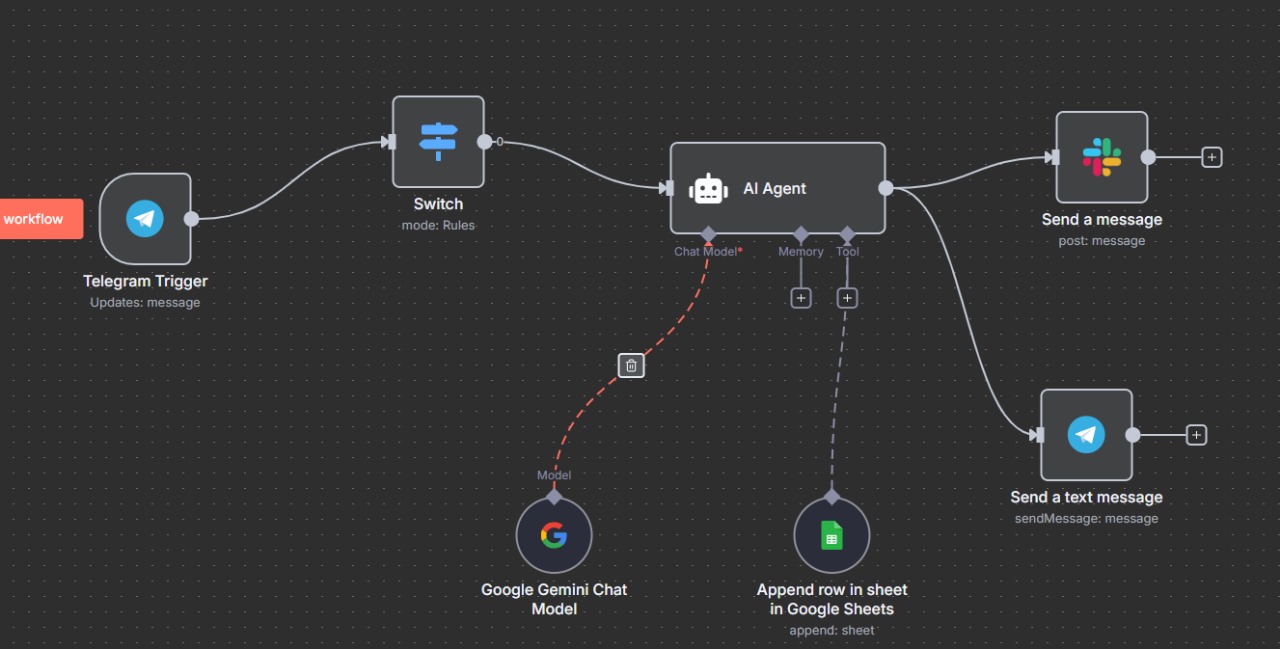 workflow
Telegram Trigger
Updates: message
Switch
mode: Rules
0
AI Agent
Chat Model*
Memory
Tool
Send a message
post: message
Send a text message
sendMessage: message
Model
Google Gemini Chat
Model
Append row in sheet
in Google Sheets
append: sheet